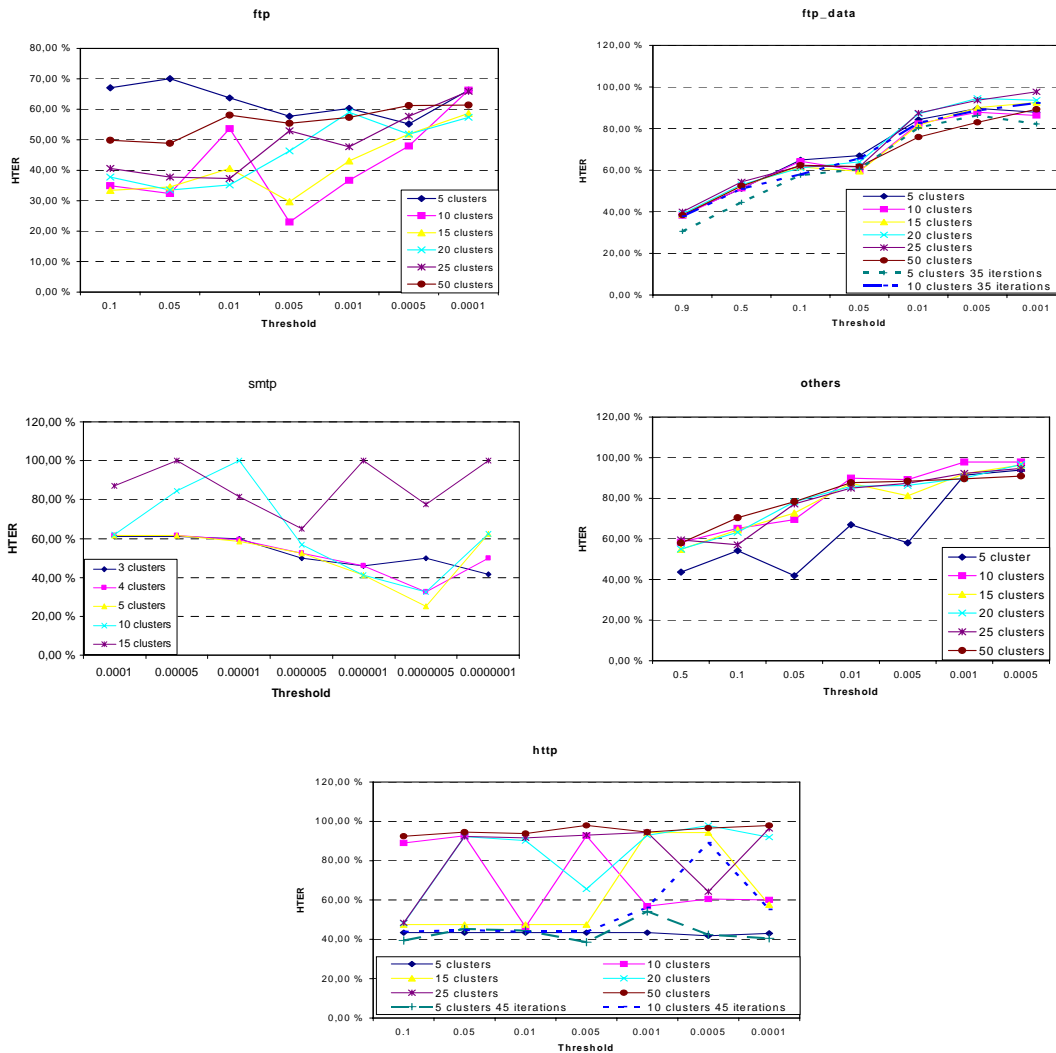 ftp
80,00 %
70,00 %
60,00 %
50,00 %
40,00 %
30,00 %
20,00 %
10,00 %
0,00 %
HTER
0.1 0.05 0.01 0.005 0.001 0.0005 0.0001
Threshold
5 clusters
10 clusters
15 clusters
20 clusters
25 clusters
50 clusters
ftp_data
120,00 %
100,00 %
80,00 %
60,00 %
40,00 %
20,00 %
0,00 %
HTER
0.9 0.5 0.1 0.05 0.01 0.005 0.001
Threshold
5 clusters
10 clusters
15 clusters
20 clusters
25 clusters
50 clusters
5 clusters 35 iterstions
10 clusters 35 iterations
smtp
120,00 %
100,00 %
80,00 %
60,00 %
40,00 %
20,00 %
0,00 %
HTER
0.0001 0.00005 0.00001 0.000005 0.000001 0.0000005 0.0000001
Threshold
3 clusters
4 clusters
5 clusters
10 clusters
15 clusters
others
120,00 %
100,00 %
80,00 %
60,00 %
40,00 %
20,00 %
0,00 %
HTER
0.5 0.1 0.05 0.01 0.005 0.001 0.0005
Threshold
5 cluster
10 clusters
15 clusters
20 clusters
25 clusters
50 clusters
http
120,00 %
100,00 %
80,00 %
60,00 %
40,00 %
20,00 %
0,00 %
HTER
0.1 0.05 0.01 0.005 0.001 0.0005 0.0001
Threshold
5 clusters 10 clusters
15 clusters 20 clusters
25 clusters 50 clusters
5 clusters 45 iterations 10 clusters 45 iterations